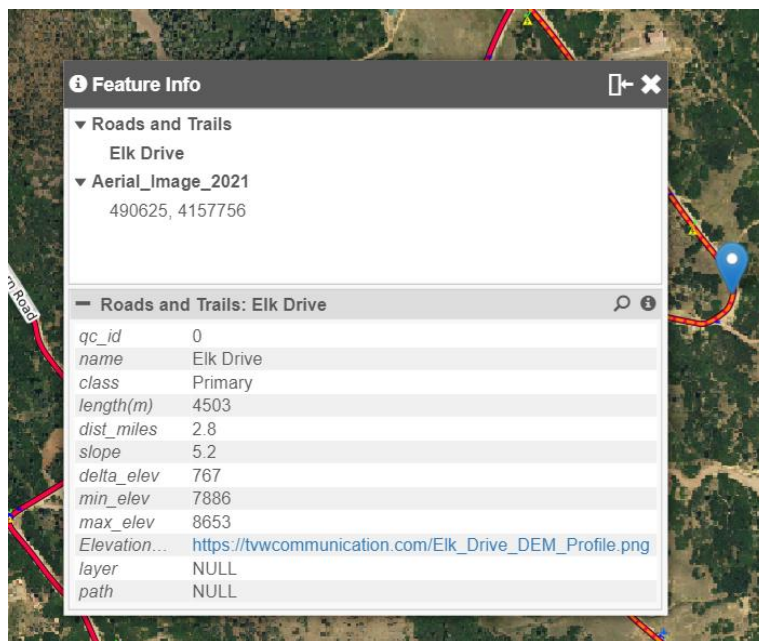 Feature Info
Roads and Trails
Elk Drive
Aerial_Image_2021
490625, 4157756
Road
Roads and Trails: Elk Drive
qc_id 0
name Elk Drive
class Primary
length(m) 4503
dist_miles 2.8
slope 5.2
delta_elev 767
min_elev 7886
max_elev 8653
Elevation... https://tvwcommunication.com/Elk_Drive_DEM_Profile.png
layer NULL
path NULL